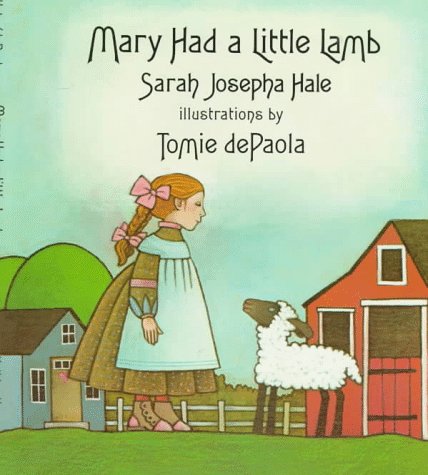 Mary Had a Little Lamb
Sarah Josepha Hale
illustrations by
Tomie dePaola